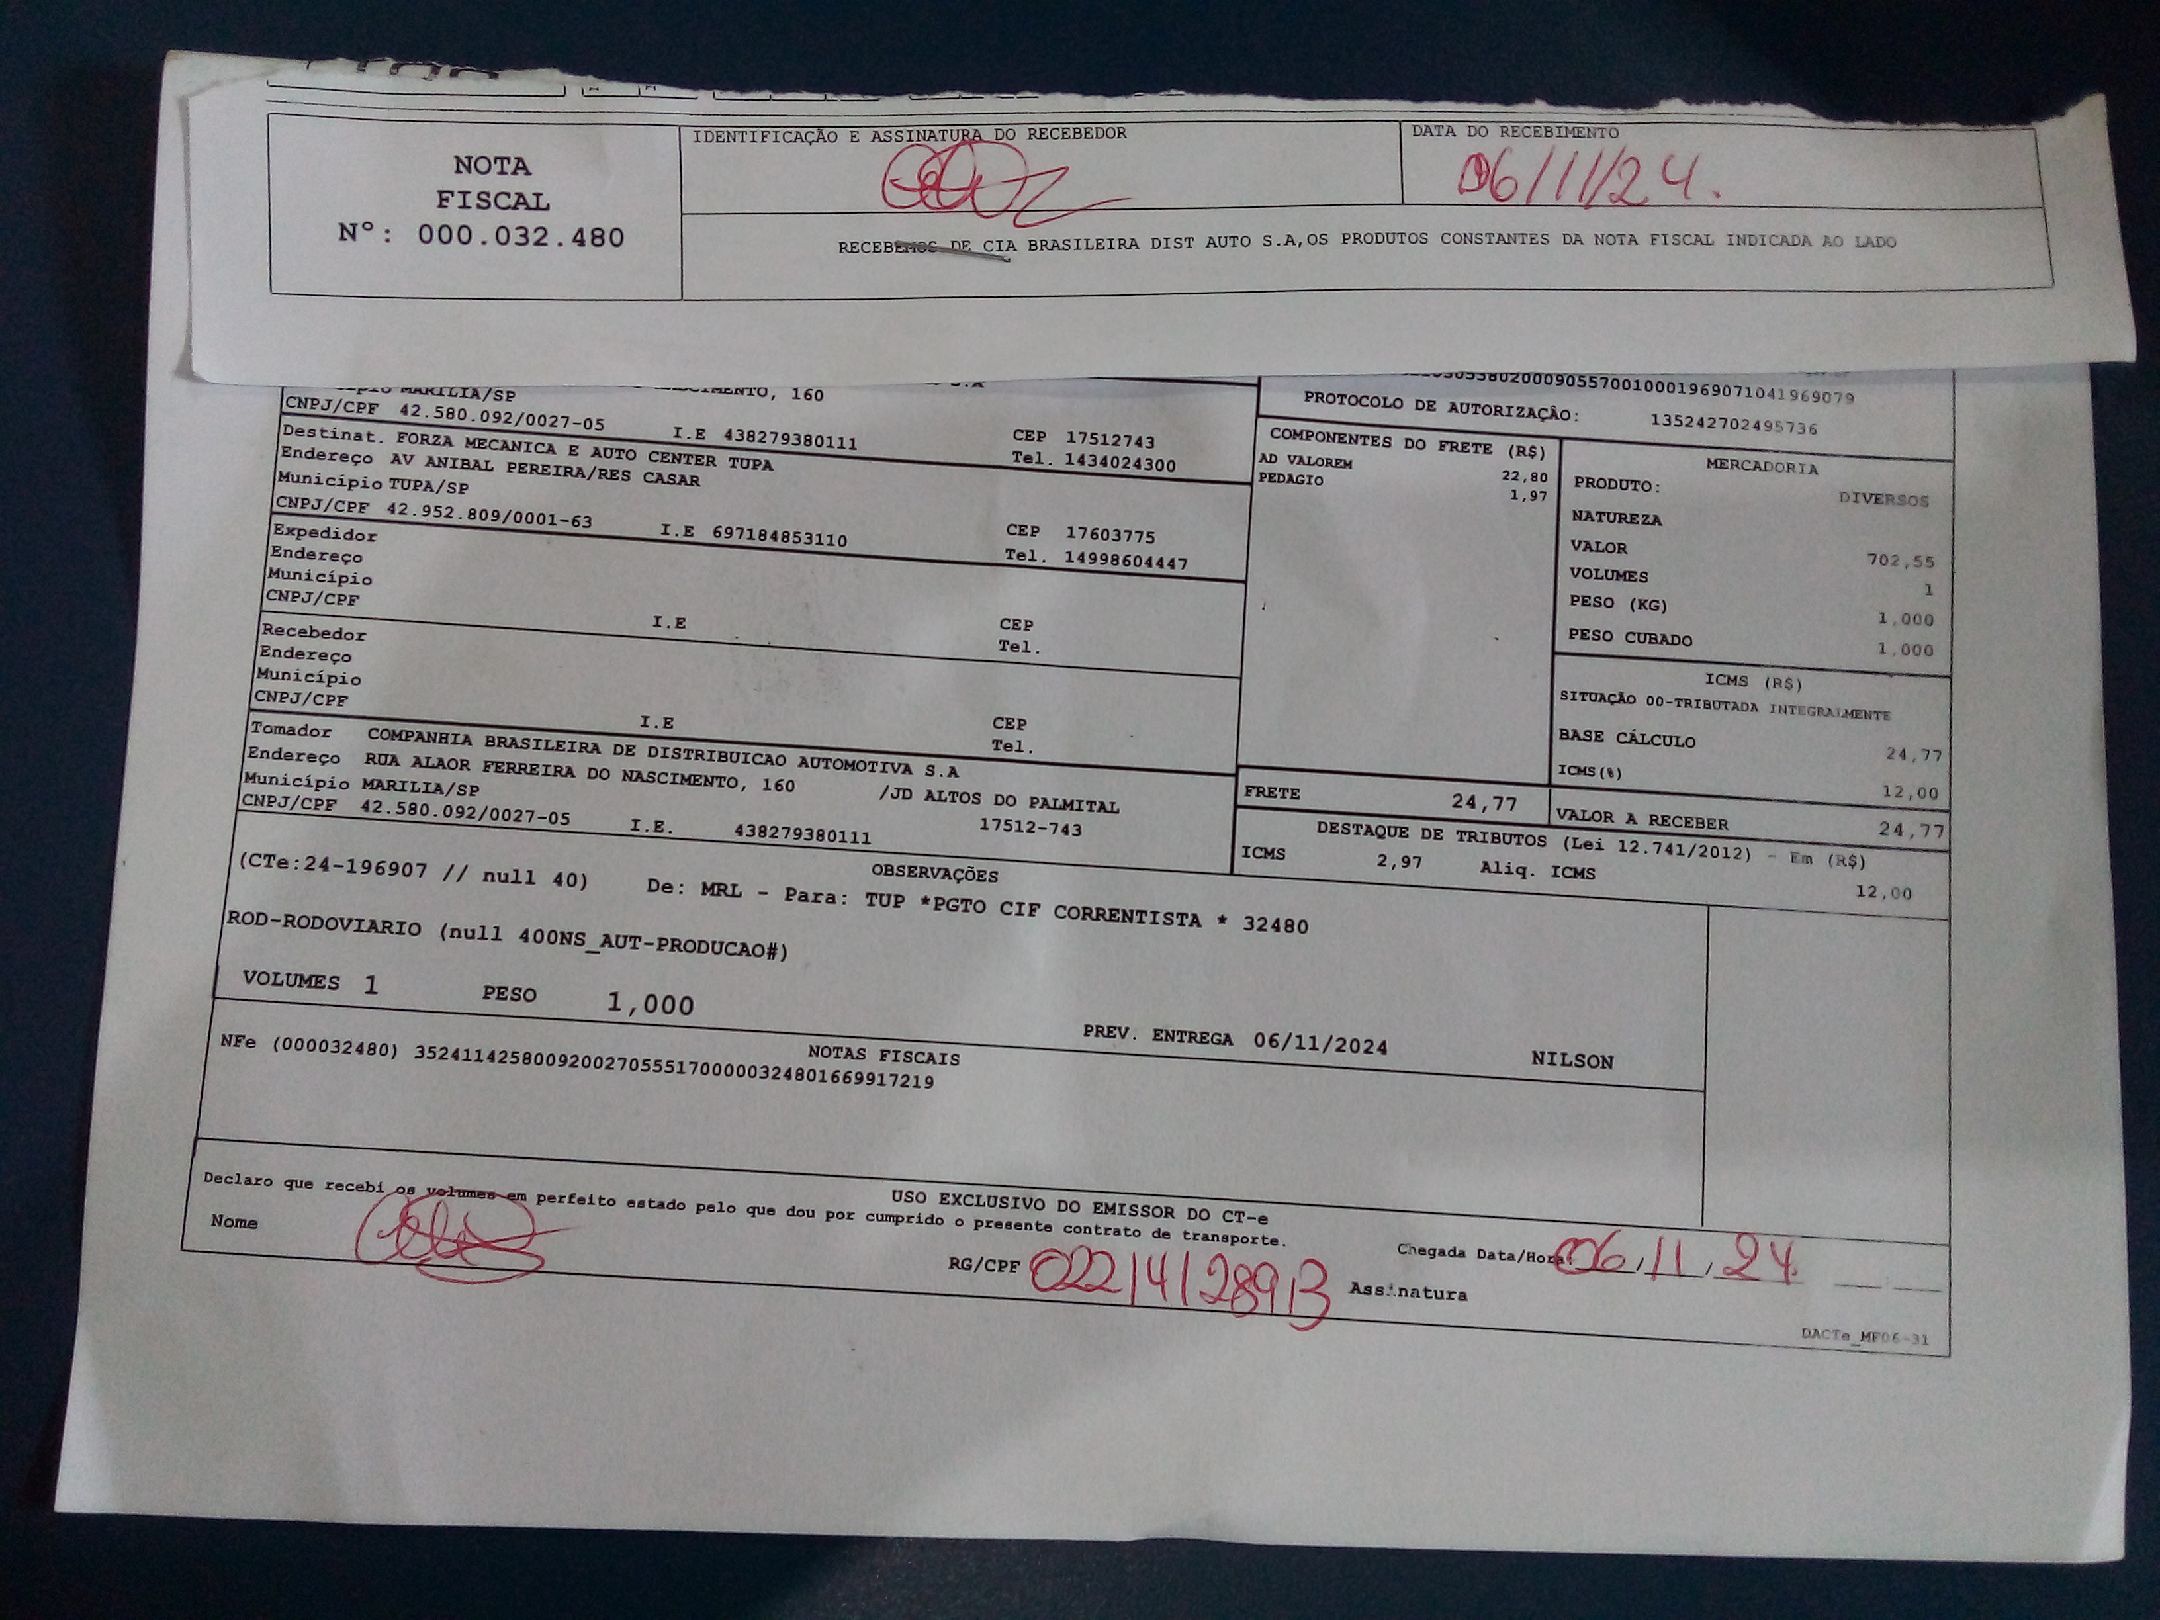 NOTA
FISCAL
Nº: 000.032.480
IDENTIFICAÇÃO E ASSINATURA DO RECEBEDOR
DATA DO RECEBIMENTO
06/11/24.
RECEBEMOS DE CIA BRASILEIRA DIST AUTO S.A,OS PRODUTOS CONSTANTES DA NOTA FISCAL INDICADA AO LADO
MARILIA/SP
, 160
CNPJ/CPF 42.580.092/0027-05 I.E 438279380111 CEP 17512743
Tel. 1434024300
Destinat. FORZA MECANICA E AUTO CENTER TUPA
Endereço AV ANIBAL PEREIRA/RES CASAR
Município TUPA/SP CEP 17603775
CNPJ/CPF 42.952.809/0001-63 I.E 697184853110 Tel. 14998604447
Expedidor
Endereço
Município CEP
CNPJ/CPF I.E Tel.
Recebedor
Endereço
Município CEP
CNPJ/CPF I.E Tel.
Tomador COMPANHIA BRASILEIRA DE DISTRIBUICAO AUTOMOTIVA S.A
Endereço RUA ALAOR FERREIRA DO NASCIMENTO, 160 /JD ALTOS DO PALMITAL
Município MARILIA/SP 17512-743
CNPJ/CPF 42.580.092/0027-05 I.E. 438279380111
PROTOCOLO DE AUTORIZAÇÃO: 135242702495736
COMPONENTES DO FRETE (R$)
AD VALOREM 22,80
PEDAGIO 1,97
MERCADORIA
PRODUTO: DIVERSOS
NATUREZA
VALOR 702,55
VOLUMES 1
PESO (KG) 1,000
PESO CUBADO 1,000
ICMS (R$)
SITUAÇÃO 00-TRIBUTADA INTEGRALMENTE
BASE CÁLCULO 24,77
ICMS(%) 12,00
FRETE 24,77 VALOR A RECEBER 24,77
DESTAQUE DE TRIBUTOS (Lei 12.741/2012) - Em (R$)
ICMS 2,97 Aliq. ICMS 12,00
OBSERVAÇÕES
(CTe:24-196907 // null 40) De: MRL - Para: TUP *PGTO CIF CORRENTISTA * 32480
ROD-RODOVIARIO (null 400NS_AUT-PRODUCAO#)
VOLUMES 1 PESO 1,000 PREV. ENTREGA 06/11/2024 NILSON
NOTAS FISCAIS
NFe (000032480) 35241142580092002705551700000324801669917219
USO EXCLUSIVO DO EMISSOR DO CT-e
Declaro que recebi os volumes em perfeito estado pelo que dou por cumprido o presente contrato de transporte.
Nome RG/CPF Chegada Data/Hora: 06/11/24
Assinatura
DACTe_MF06-31